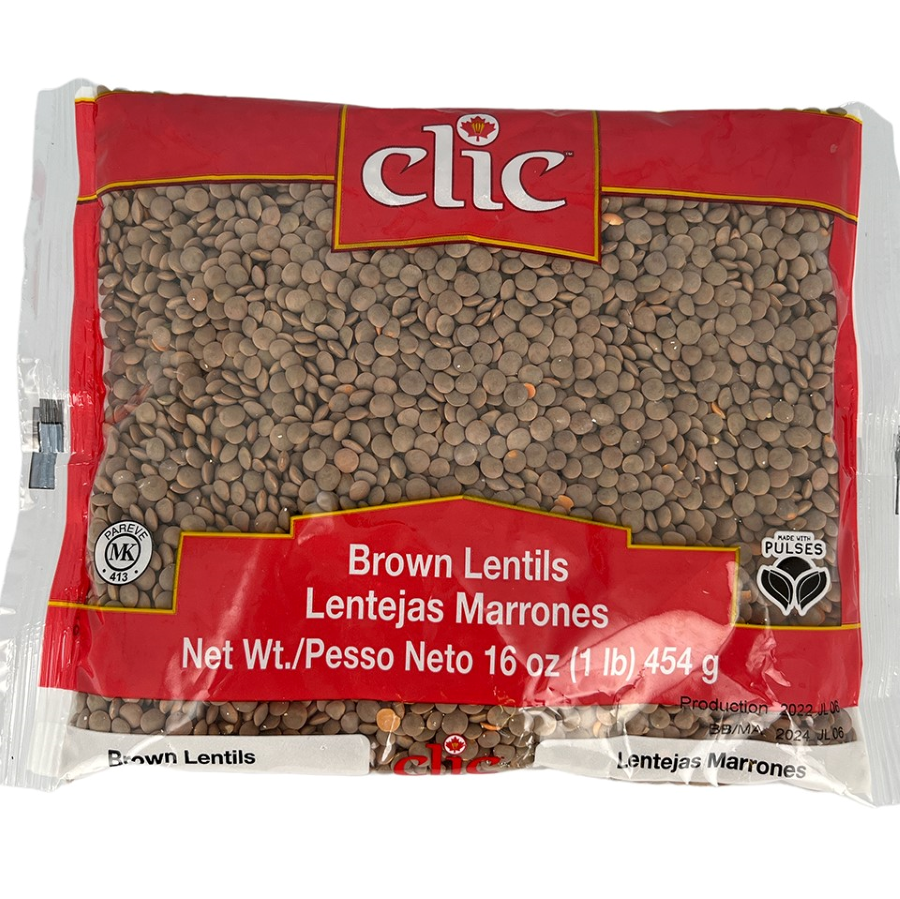 clic™
PAREVE
MK
• 413 •
MADE WITH
PULSES
Brown Lentils
Lentejas Marrones
Net Wt./Pesso Neto 16 oz (1 lb) 454 g
Production 2022 JL 06
BB/MA 2024 JL 06
Brown Lentils
clic
Lentejas Marrones